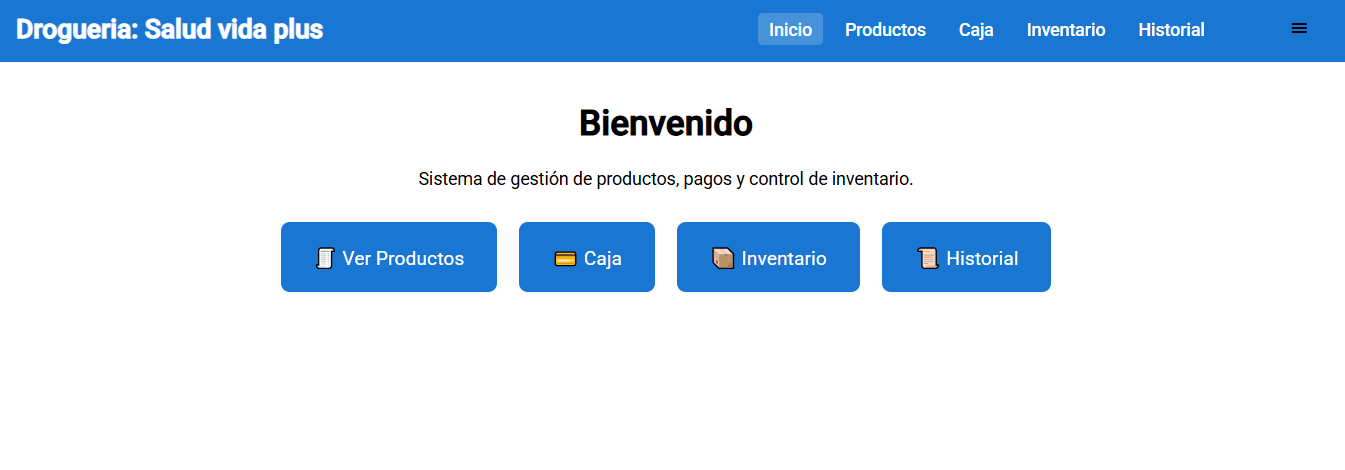 Drogueria: Salud vida plus
Inicio Productos Caja Inventario Historial
Bienvenido
Sistema de gestión de productos, pagos y control de inventario.
Ver Productos Caja Inventario Historial